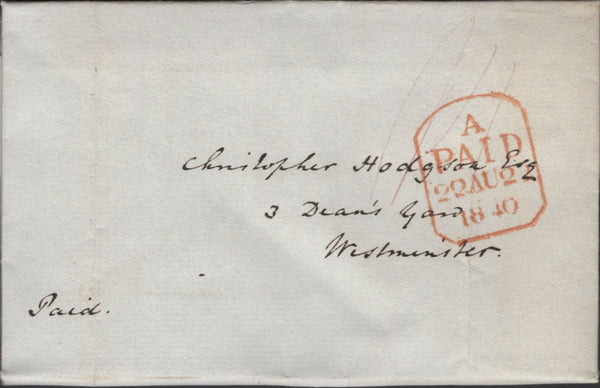 A
PAID
22AU22
1840
Christopher Hodgson Esq
3 Dean's Yard
Westminster.
Paid.